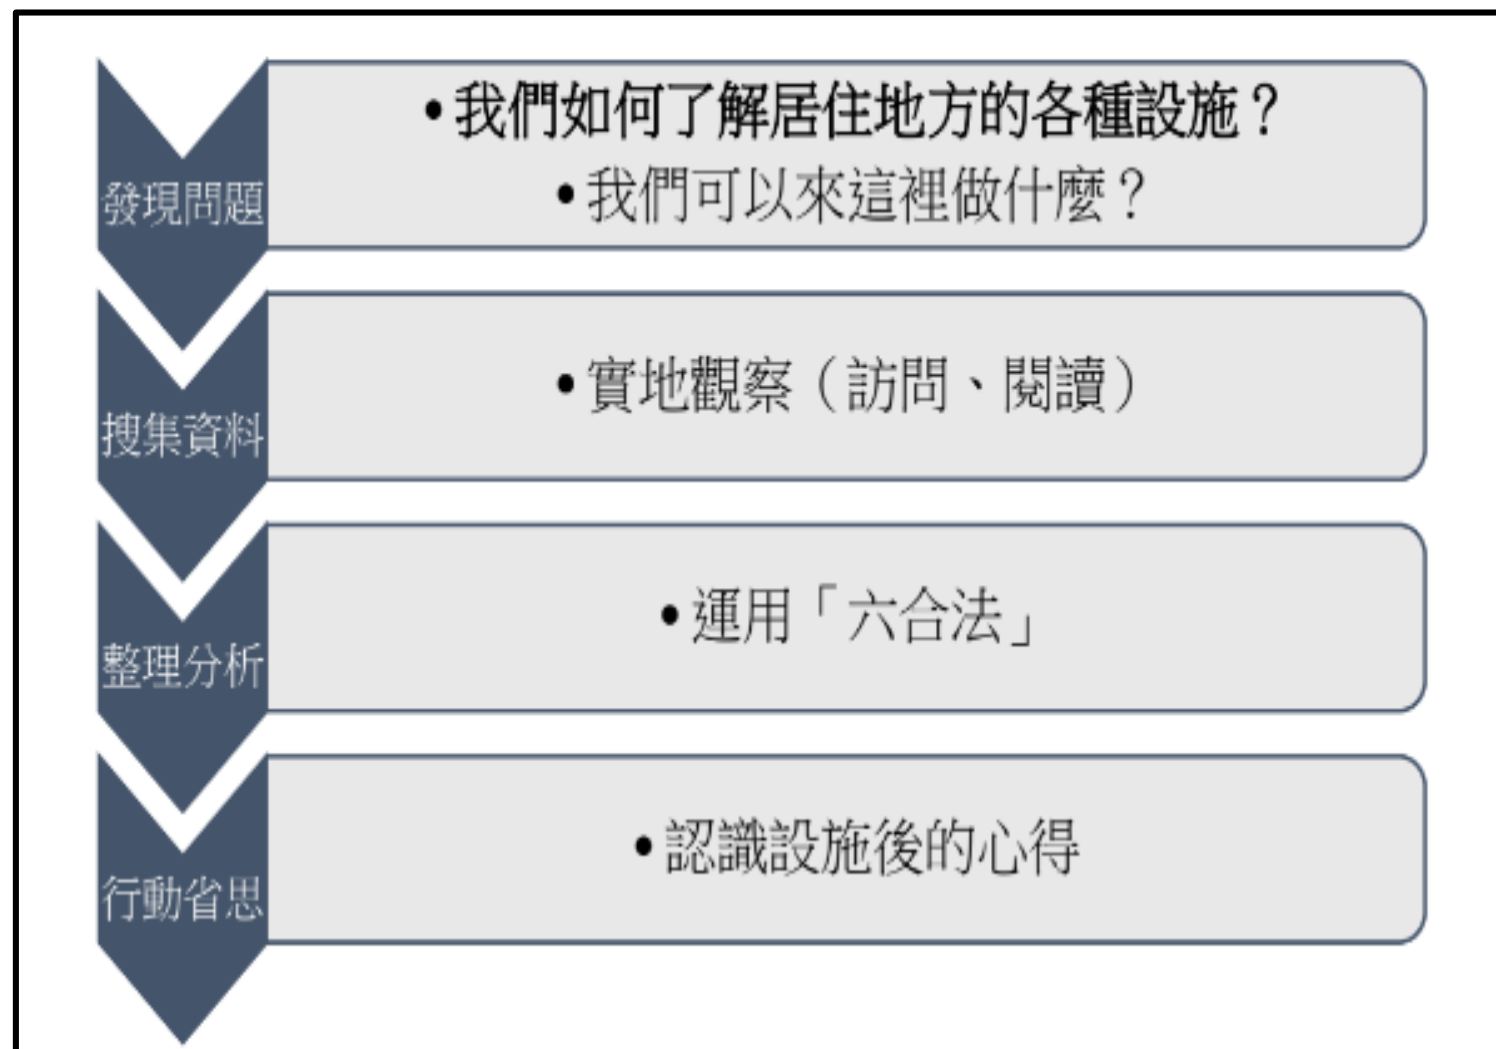 發現問題
•我們如何了解居住地方的各種設施？
•我們可以來這裡做什麼？
搜集資料
•實地觀察（訪問、閱讀）
整理分析
•運用「六合法」
行動省思
•認識設施後的心得